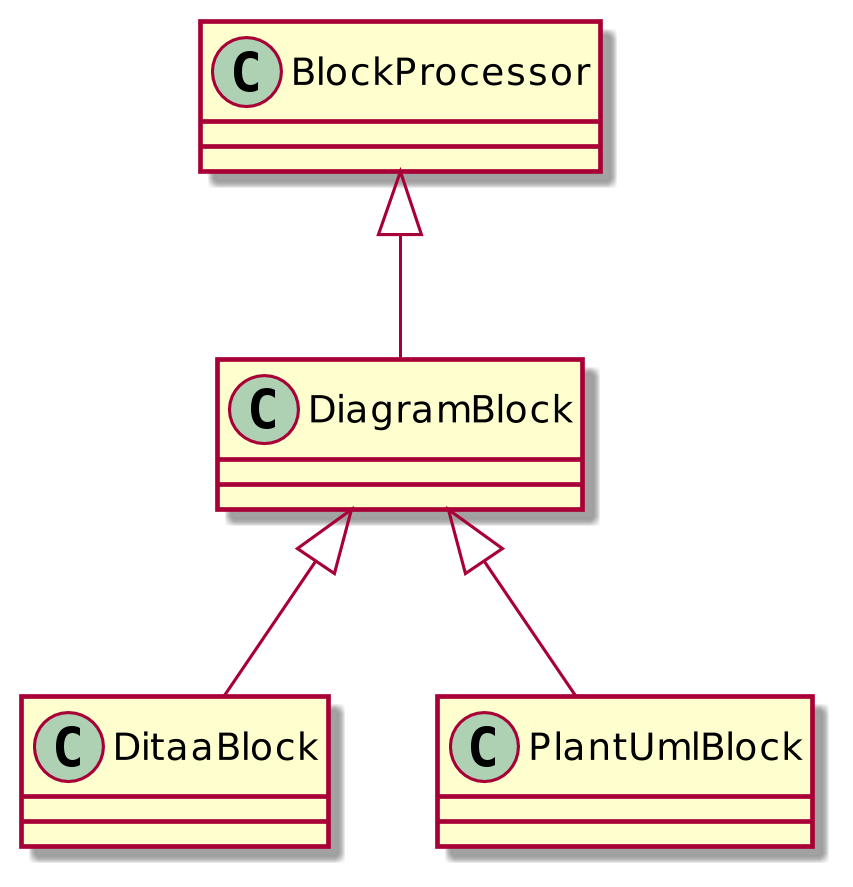 C BlockProcessor
C DiagramBlock
C DitaaBlock
C PlantUmlBlock